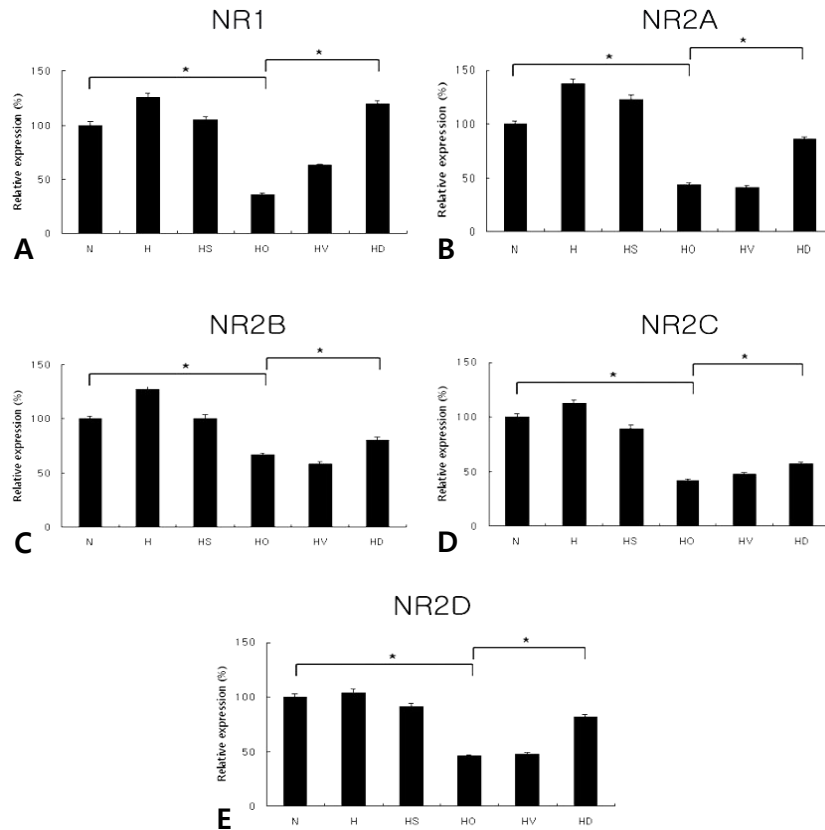 NR1
*
*
Relative expression (%)
150
100
50
0
N H HS HO HV HD
A
NR2A
*
*
Relative expression (%)
150
100
50
0
N H HS HO HV HD
B
NR2B
*
*
Relative expression (%)
150
100
50
0
N H HS HO HV HD
C
NR2C
*
*
Relative expression (%)
150
100
50
0
N H HS HO HV HD
D
NR2D
*
*
Relative expression (%)
150
100
50
0
N H HS HO HV HD
E